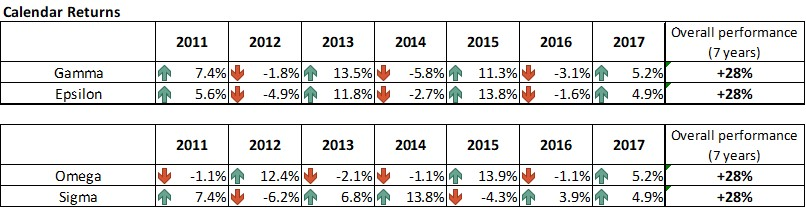 Calendar Returns
2011 2012 2013 2014 2015 2016 2017 Overall performance
(7 years)
Gamma 7.4% -1.8% 13.5% -5.8% 11.3% -3.1% 5.2% +28%
Epsilon 5.6% -4.9% 11.8% -2.7% 13.8% -1.6% 4.9% +28%
2011 2012 2013 2014 2015 2016 2017 Overall performance
(7 years)
Omega -1.1% 12.4% -2.1% -1.1% 13.9% -1.1% 5.2% +28%
Sigma 7.4% -6.2% 6.8% 13.8% -4.3% 3.9% 4.9% +28%